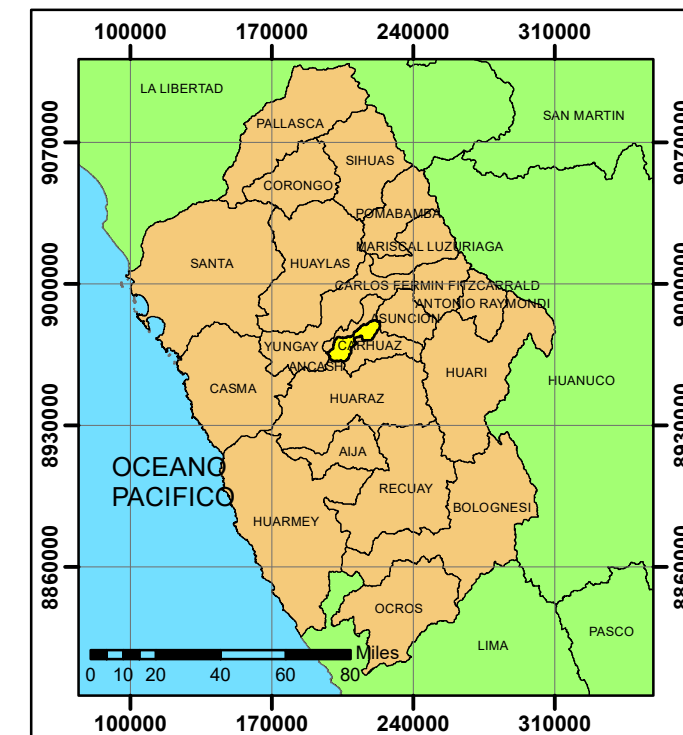 100000 170000 240000 310000
LA LIBERTAD
SAN MARTIN
PALLASCA
9070000 9070000
SIHUAS
CORONGO
POMABAMBA
MARISCAL LUZURIAGA
SANTA HUAYLAS
9000000 9000000
CARLOS FERMIN FITZCARRALD
ANTONIO RAYMONDI
ASUNCION
YUNGAY CARHUAZ
ANCASH
HUARI
HUANUCO
CASMA
HUARAZ
8930000 8930000
AIJA
OCEANO
PACIFICO
RECUAY
BOLOGNESI
HUARMEY
8860000 8860000
OCROS
PASCO
LIMA
Miles
0 10 20 40 60 80
100000 170000 240000 310000